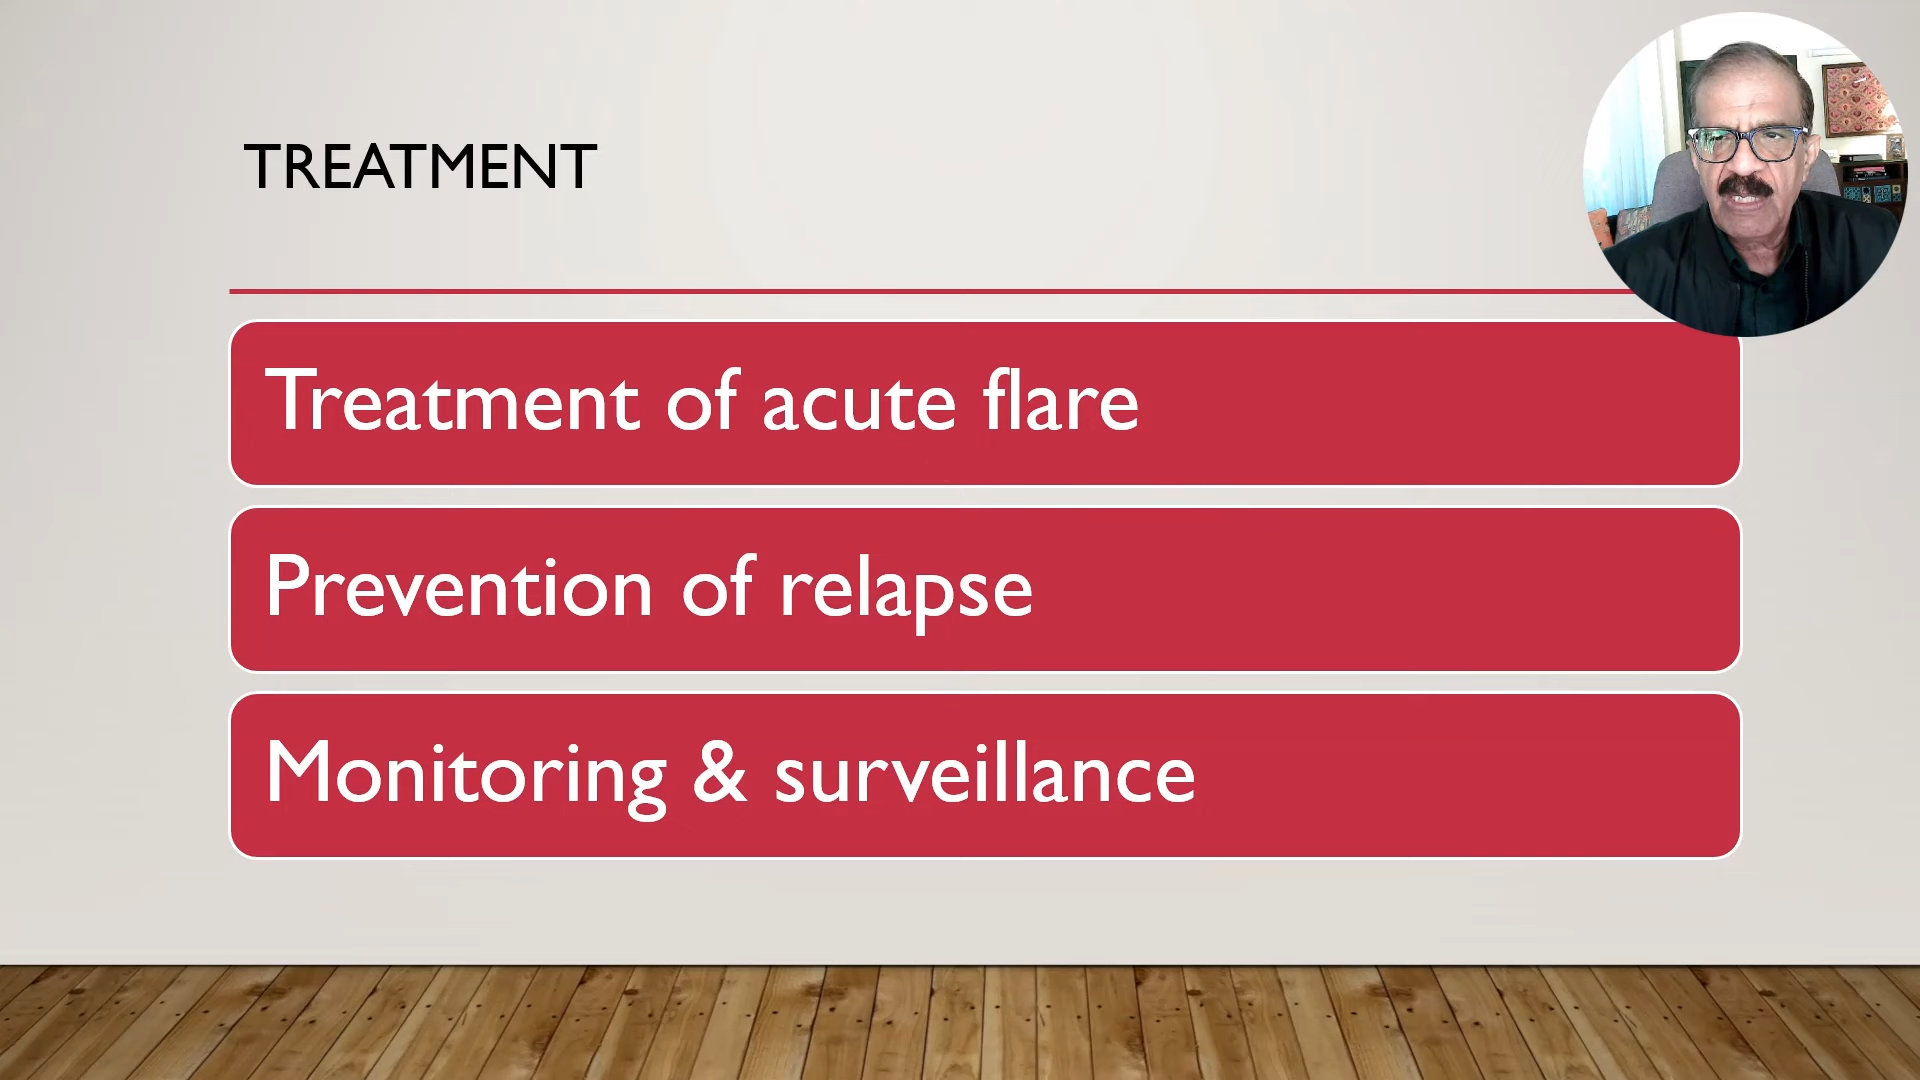 TREATMENT
Treatment of acute flare
Prevention of relapse
Monitoring & surveillance